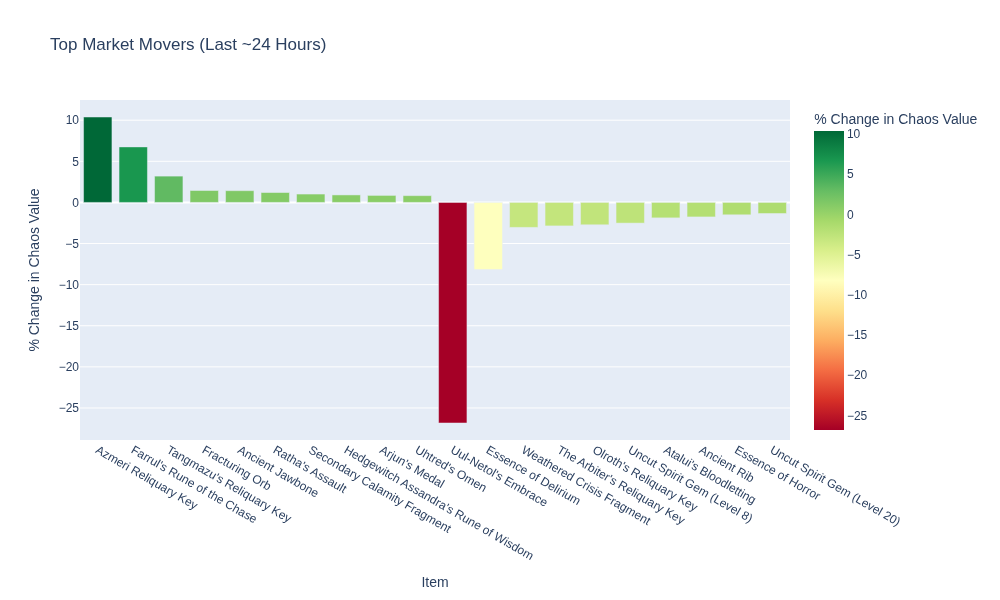 Top Market Movers (Last ~24 Hours)
% Change in Chaos Value
10
5
0
−5
−10
−15
−20
−25
% Change in Chaos Value
10
5
0
−5
−10
−15
−20
−25
Azmeri Reliquary Key
Farrul's Rune of the Chase
Tangmazu's Reliquary Key
Fracturing Orb
Ancient Jawbone
Ratha's Assault
Secondary Calamity Fragment
Hedgewitch Assandra's Rune of Wisdom
Arjun's Medal
Uhtred's Omen
Uul-Netol's Embrace
Essence of Delirium
Weathered Crisis Fragment
The Arbiter's Reliquary Key
Olroth's Reliquary Key
Uncut Spirit Gem (Level 8)
Atalui's Bloodletting
Ancient Rib
Essence of Horror
Uncut Spirit Gem (Level 20)
Item